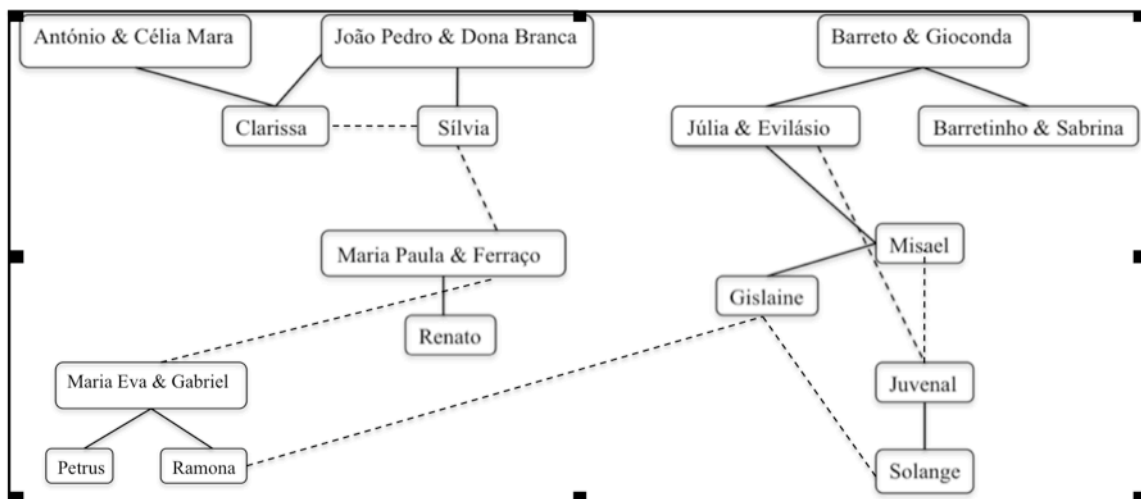 António & Célia Mara
João Pedro & Dona Branca
Barreto & Gioconda
Clarissa
Sílvia
Júlia & Evilásio
Barretinho & Sabrina
Maria Paula & Ferraço
Misael
Gislaine
Renato
Maria Eva & Gabriel
Juvenal
Petrus
Ramona
Solange